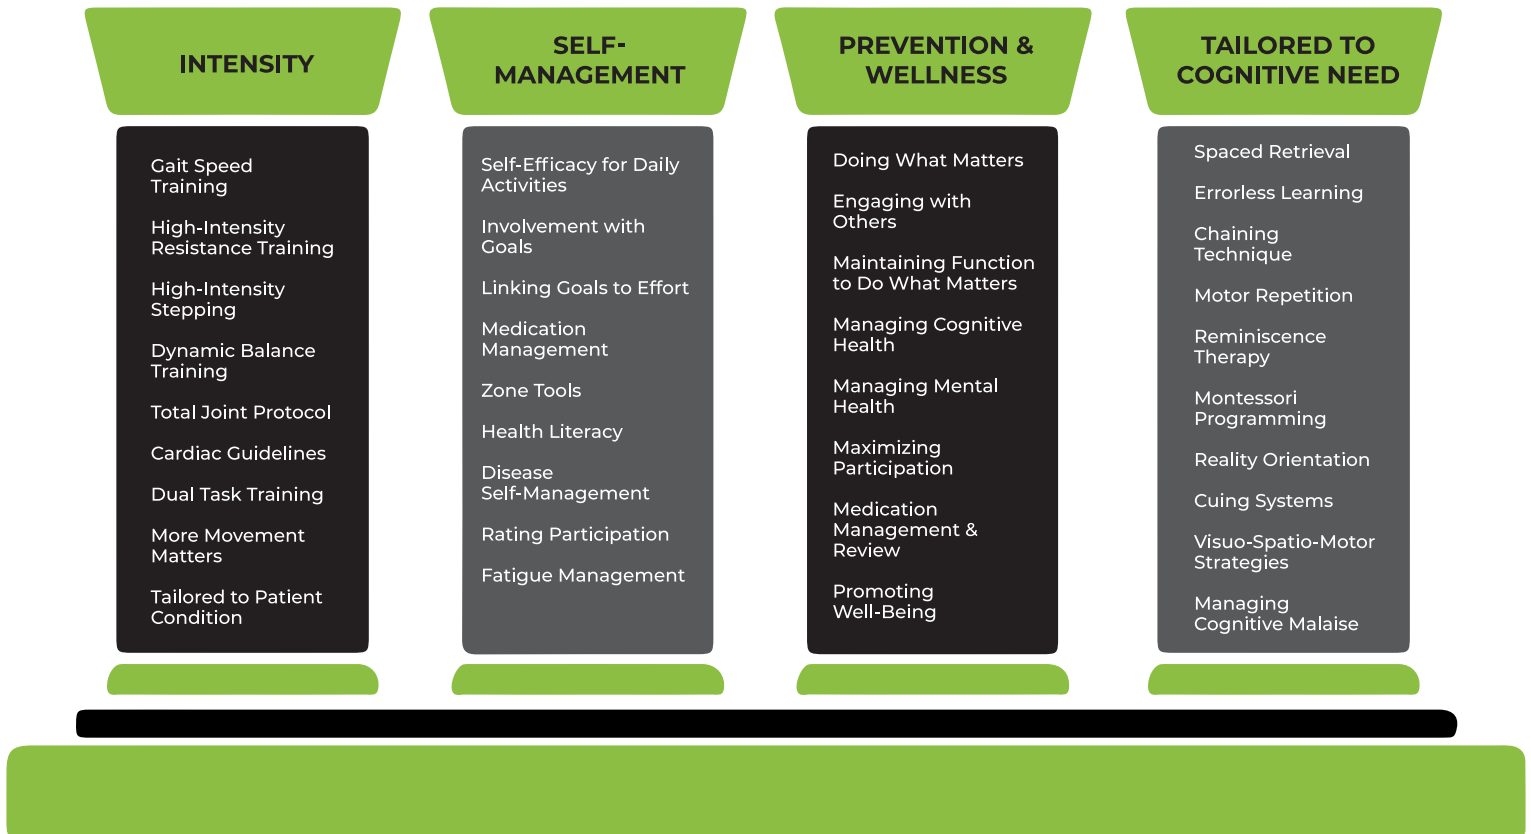 INTENSITY
Gait Speed
Training
High-Intensity
Resistance Training
High-Intensity
Stepping
Dynamic Balance
Training
Total Joint Protocol
Cardiac Guidelines
Dual Task Training
More Movement
Matters
Tailored to Patient
Condition
SELF-
MANAGEMENT
Self-Efficacy for Daily
Activities
Involvement with
Goals
Linking Goals to Effort
Medication
Management
Zone Tools
Health Literacy
Disease
Self-Management
Rating Participation
Fatigue Management
PREVENTION &
WELLNESS
Doing What Matters
Engaging with
Others
Maintaining Function
to Do What Matters
Managing Cognitive
Health
Managing Mental
Health
Maximizing
Participation
Medication
Management &
Review
Promoting
Well-Being
TAILORED TO
COGNITIVE NEED
Spaced Retrieval
Errorless Learning
Chaining
Technique
Motor Repetition
Reminiscence
Therapy
Montessori
Programming
Reality Orientation
Cuing Systems
Visuo-Spatio-Motor
Strategies
Managing
Cognitive Malaise